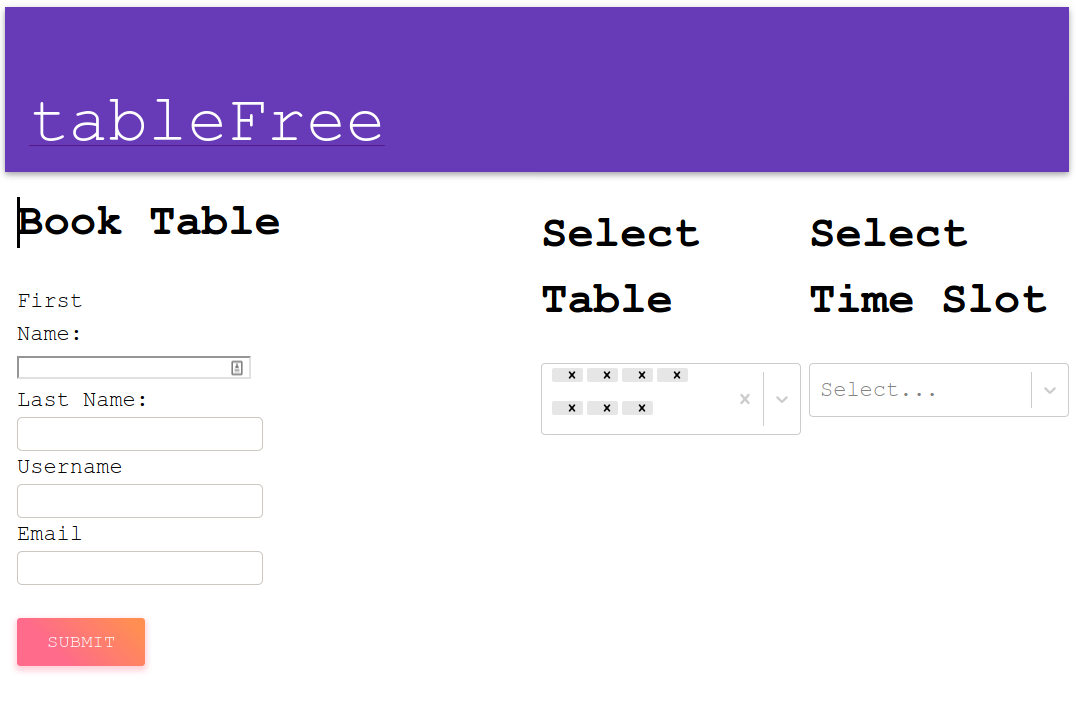 tableFree
Book Table
First
Name:
Last Name:
Username
Email
SUBMIT
Select
Table
Select
Time Slot
Select...